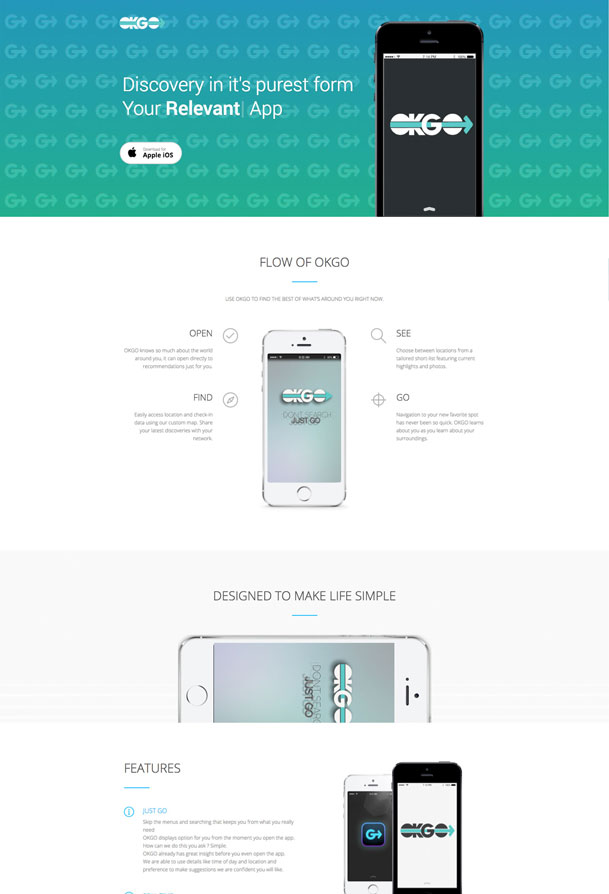 OKGO
Discovery in it's purest form
Your Relevant| App
Download for
Apple iOS
OKGO
FLOW OF OKGO
USE OKGO TO FIND THE BEST OF WHAT'S AROUND YOU RIGHT NOW.
OPEN
OKGO knows so much about the world
around you, it can open directly to
recommendations just for you.
FIND
Easily access location and check-in
data using our custom map. Share
your latest discoveries with your
network.
OKGO
DONT SEARCH
JUST GO
SEE
Choose between locations from a
tailored short-list featuring current
highlights and photos.
GO
Navigation to your new favorite spot
has never been so quick. OKGO learns
about you as you learn about your
surroundings.
DESIGNED TO MAKE LIFE SIMPLE
OKGO
DONT SEARC
JUST GO
FEATURES
JUST GO
Skip the menus and searching that keeps you from what you really
need
OKGO displays option for you from the moment you open the app.
How can we do this you ask ? Simple.
OKGO already has great insight before you even open the app.
We are able to use details like time of day and location and
preference to make suggestions we are confident you will like.
G
OKGO